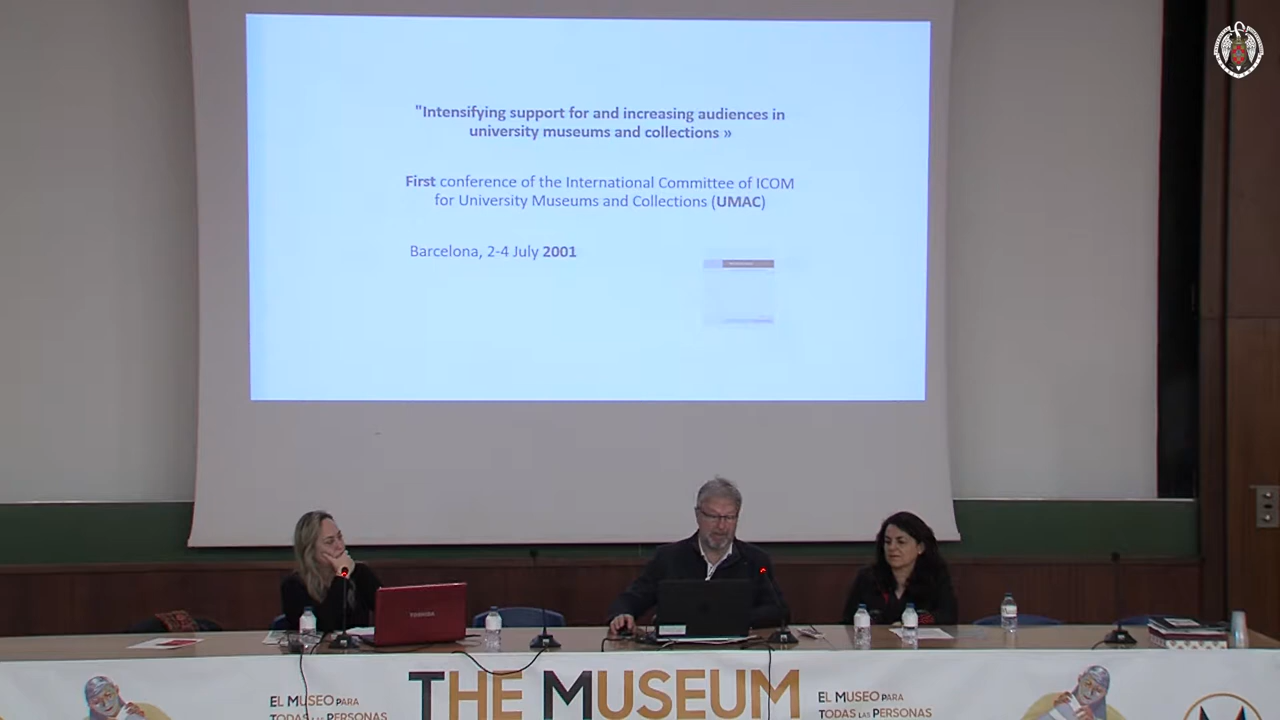 "Intensifying support for and increasing audiences in
university museums and collections »
First conference of the International Committee of ICOM
for University Museums and Collections (UMAC)
Barcelona, 2-4 July 2001
TOSHIBA
EL MUSEO PARA
TODAS LAS PERSONAS
THE MUSEUM
EL MUSEO PARA
TODAS LAS PERSONAS